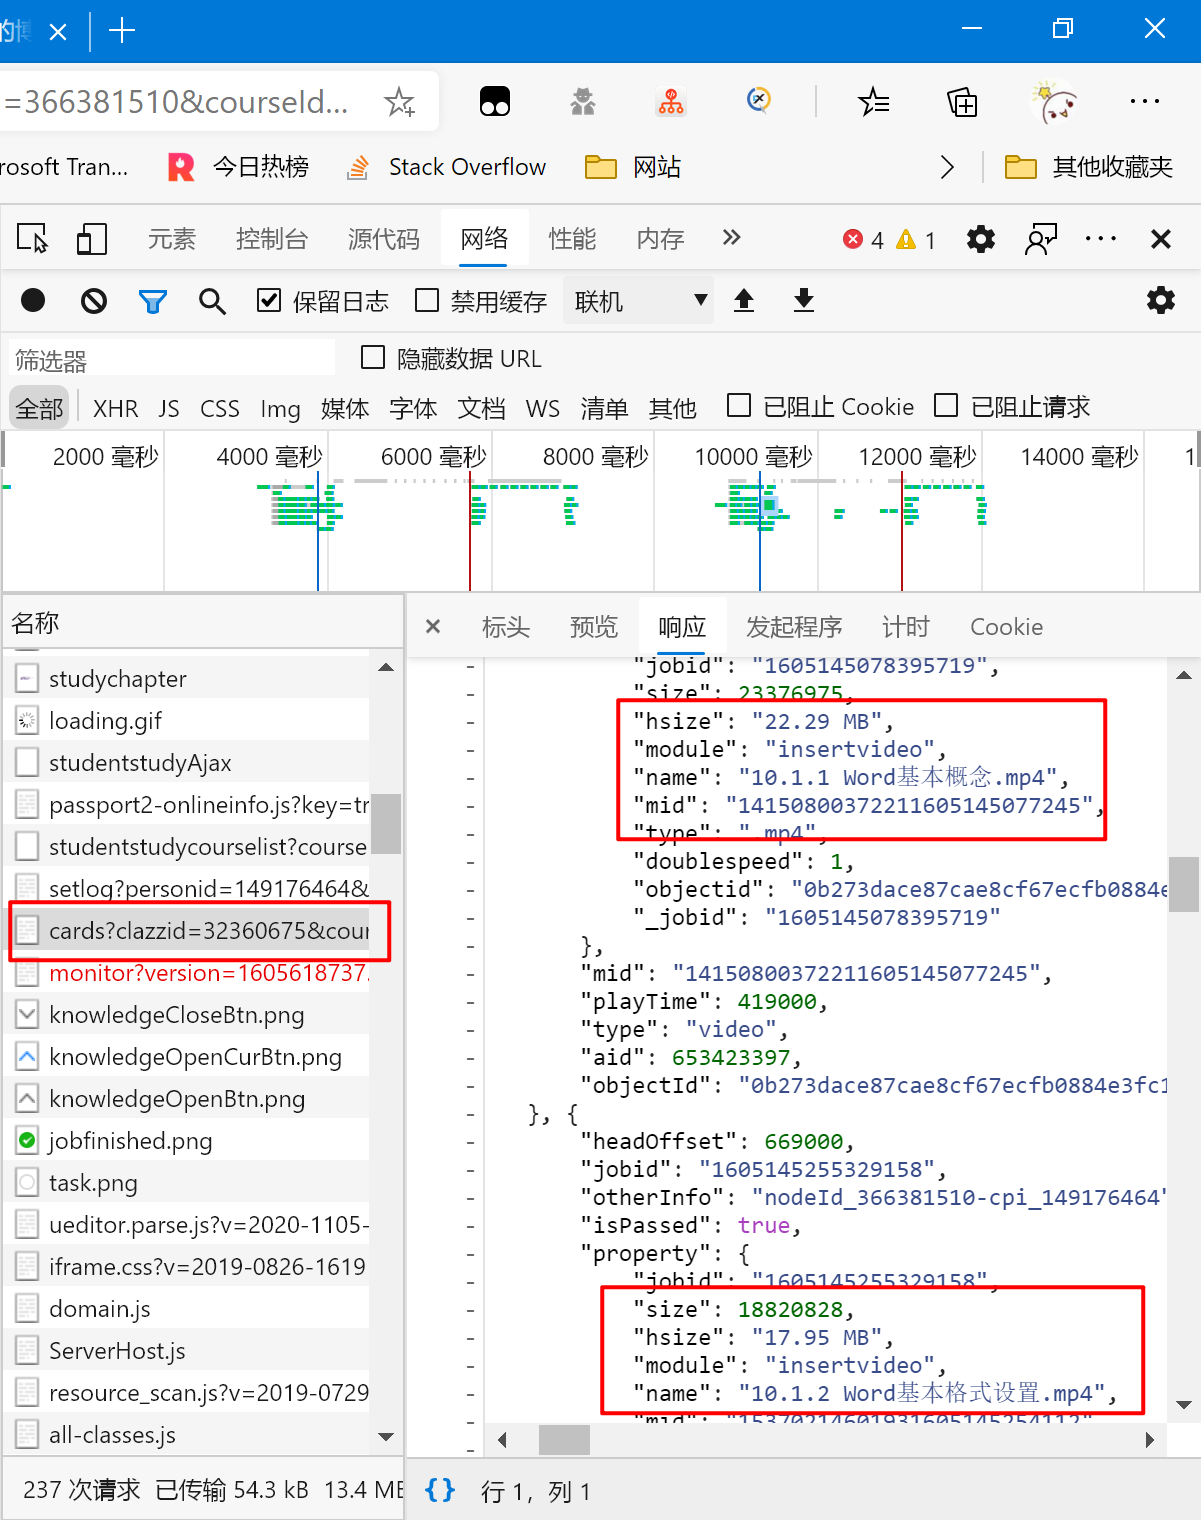 的博
=366381510&courseId...
rosoft Tran...
今日热榜
Stack Overflow
网站
其他收藏夹
元素
控制台
源代码
网络
性能
内存
4
1
保留日志
禁用缓存
联机
筛选器
隐藏数据 URL
全部
XHR
JS
CSS
Img
媒体
字体
文档
WS
清单
其他
已阻止 Cookie
已阻止请求
2000 毫秒
4000 毫秒
6000 毫秒
8000 毫秒
10000 毫秒
12000 毫秒
14000 毫秒
1
名称
studychapter
loading.gif
studentstudyAjax
passport2-onlineinfo.js?key=tr
studentstudycourselist?course
setlog?personid=149176464&
cards?clazzid=32360675&cour
monitor?version=1605618737.
knowledgeCloseBtn.png
knowledgeOpenCurBtn.png
knowledgeOpenBtn.png
jobfinished.png
task.png
ueditor.parse.js?v=2020-1105-
iframe.css?v=2019-0826-1619
domain.js
ServerHost.js
resource_scan.js?v=2019-0729
all-classes.js
237 次请求
已传输 54.3 kB
13.4 ME
标头
预览
响应
发起程序
计时
Cookie
"jobid": "1605145078395719",
"size": 23376975,
"hsize": "22.29 MB",
"module": "insertvideo",
"name": "10.1.1 Word基本概念.mp4",
"mid": "141508003722116051450​77245",
"type": ".mp4",
"doublespeed": 1,
"objectid": "0b273dace87cae8cf67ecfb0884e
"_jobid": "1605145078395719"
},
"mid": "14150800372211605145077245",
"playTime": 419000,
"type": "video",
"aid": 653423397,
"objectId": "0b273dace87cae8cf67ecfb0884e3fc1
}, {
"headOffset": 669000,
"jobid": "1605145255329158",
"otherInfo": "nodeId_366381510-cpi_149176464"
"isPassed": true,
"property": {
"jobid": "1605145255329158",
"size": 18820828,
"hsize": "17.95 MB",
"module": "insertvideo",
"name": "10.1.2 Word基本格式设置.mp4",
"mid": "15370214601931605145254112"
{}
行 1，列 1